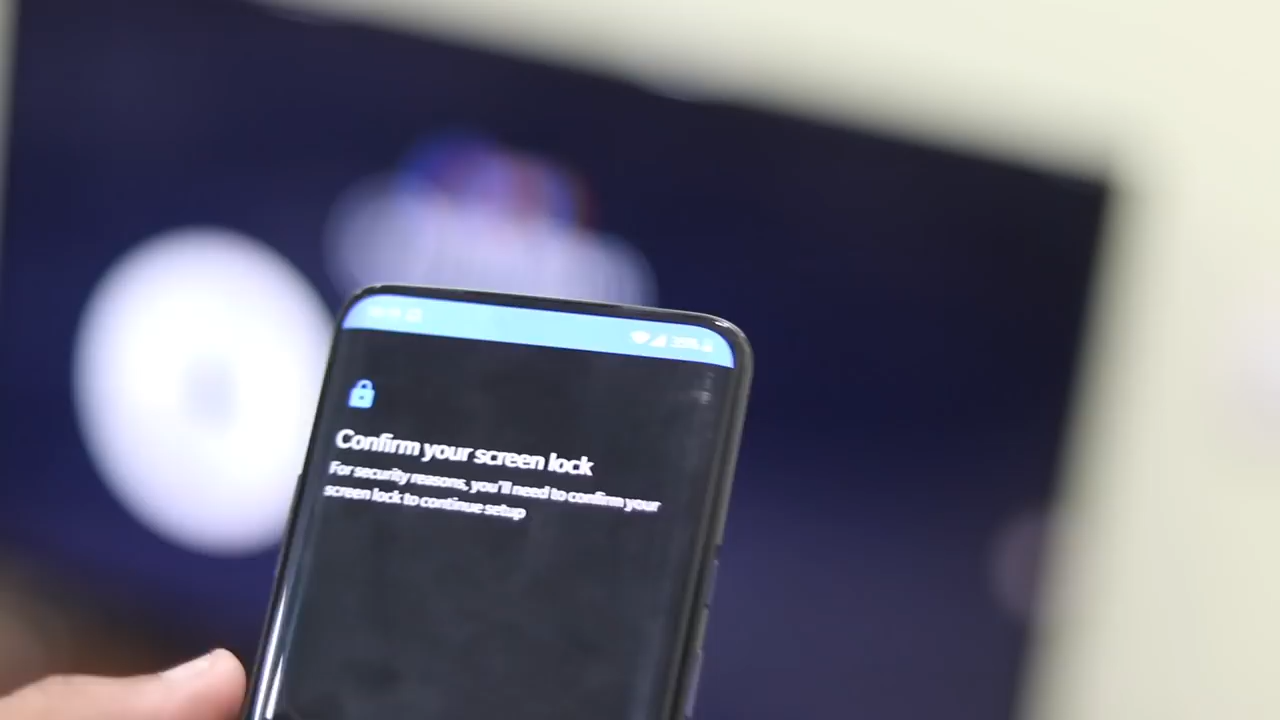 Confirm your screen lock
For security reasons, you'll need to confirm your
screen lock to continue setup